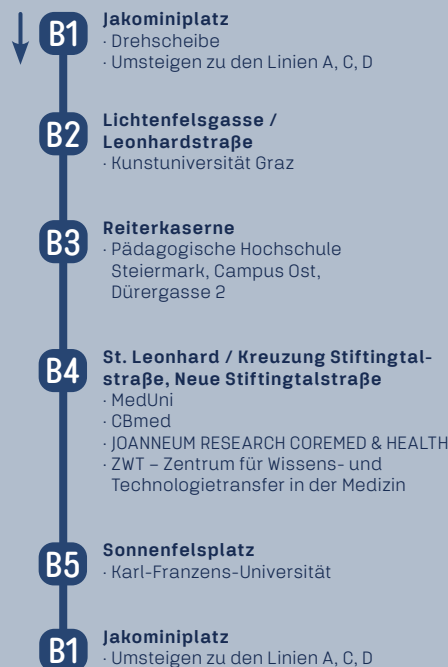 B1
Jakominiplatz
· Drehscheibe
· Umsteigen zu den Linien A, C, D
B2
Lichtenfelsgasse /
Leonhardstraße
· Kunstuniversität Graz
B3
Reiterkaserne
· Pädagogische Hochschule
Steiermark, Campus Ost,
Dürergasse 2
B4
St. Leonhard / Kreuzung Stiftingtal-
straße, Neue Stiftingtalstraße
· MedUni
· CBmed
· JOANNEUM RESEARCH COREMED & HEALTH
· ZWT – Zentrum für Wissens- und
Technologietransfer in der Medizin
B5
Sonnenfelsplatz
· Karl-Franzens-Universität
B1
Jakominiplatz
· Umsteigen zu den Linien A, C, D